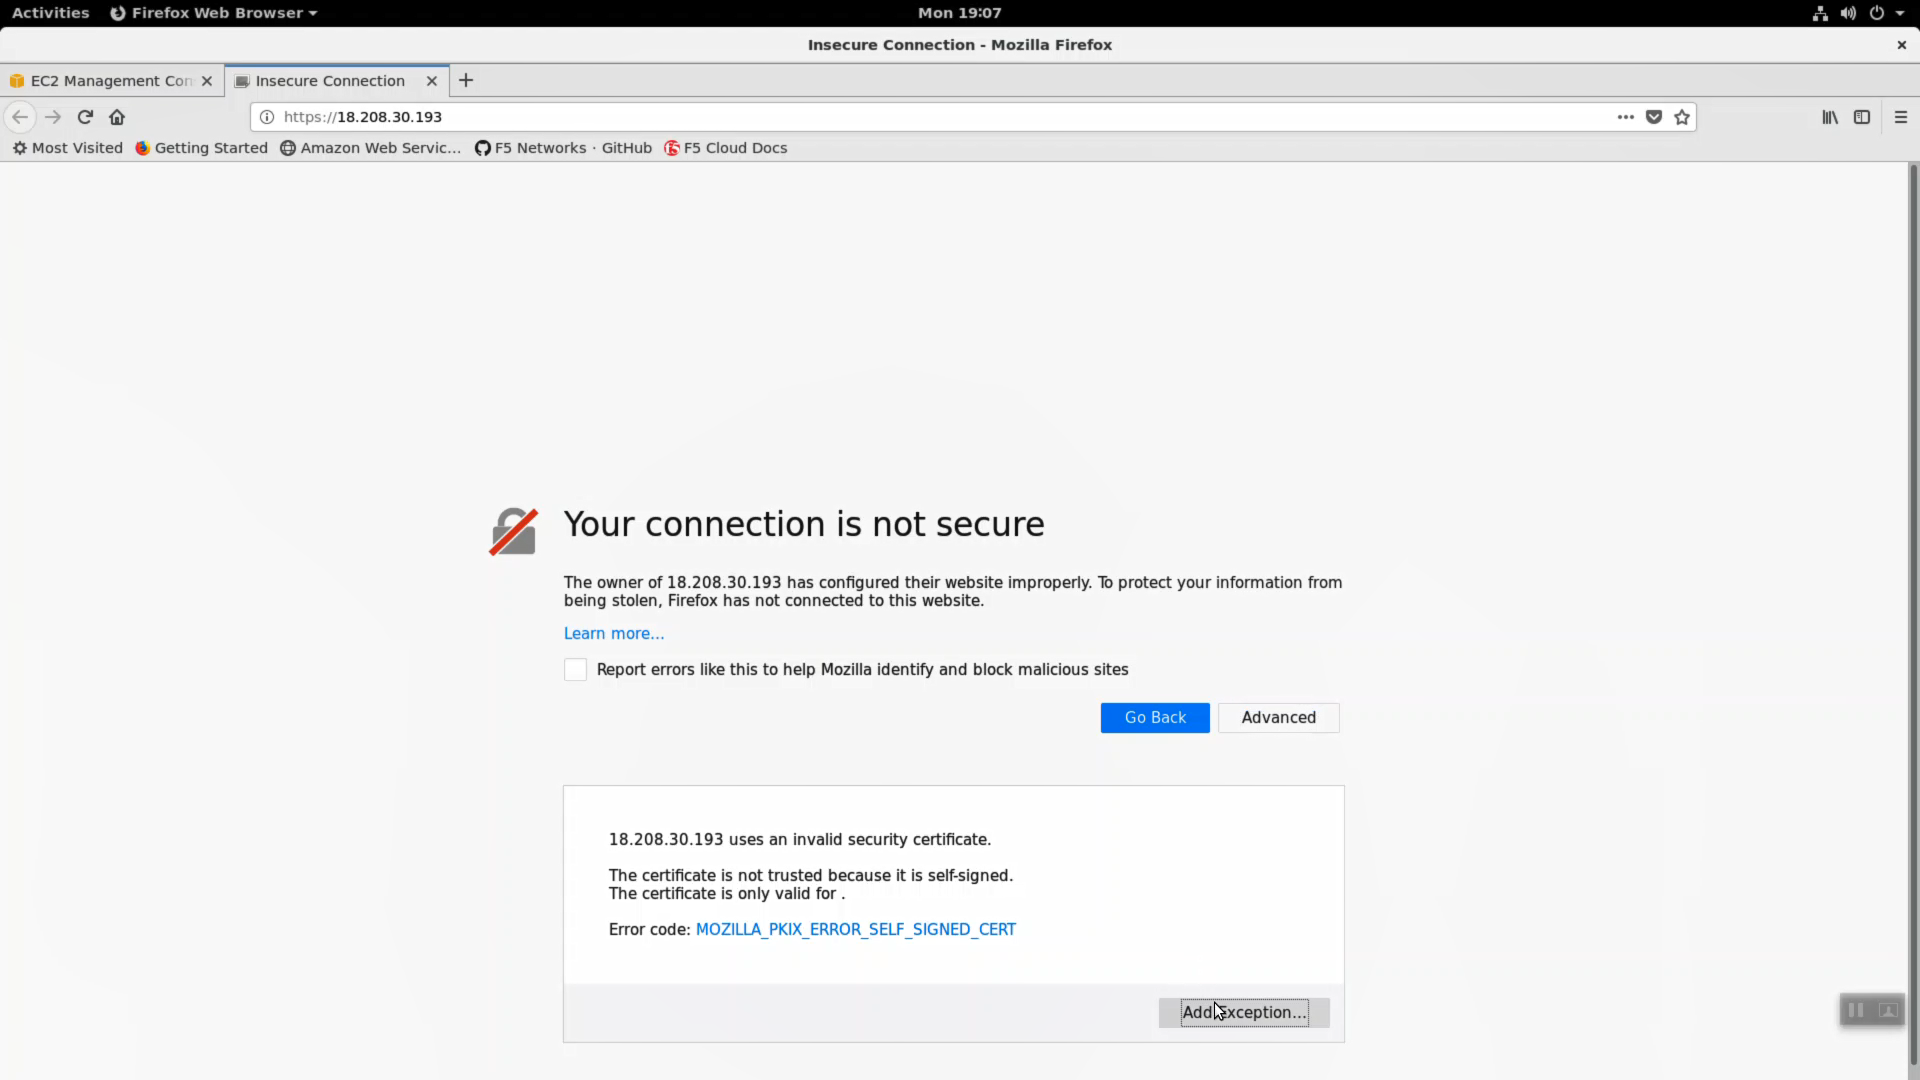 Activities Firefox Web Browser Mon 19:07
Insecure Connection - Mozilla Firefox
EC2 Management Con Insecure Connection
https://18.208.30.193
Most Visited Getting Started Amazon Web Servic... F5 Networks · GitHub F5 Cloud Docs
Your connection is not secure
The owner of 18.208.30.193 has configured their website improperly. To protect your information from
being stolen, Firefox has not connected to this website.
Learn more...
Report errors like this to help Mozilla identify and block malicious sites
Go Back Advanced
18.208.30.193 uses an invalid security certificate.
The certificate is not trusted because it is self-signed.
The certificate is only valid for .
Error code: MOZILLA_PKIX_ERROR_SELF_SIGNED_CERT
Add Exception...